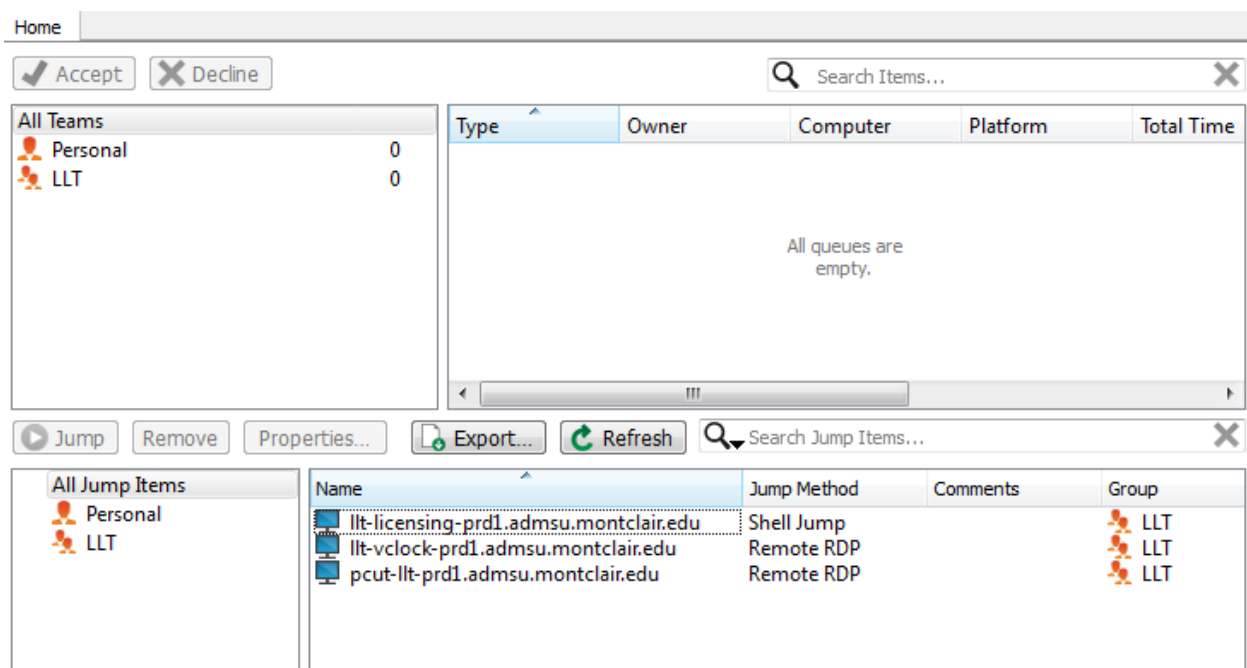 Home
Accept Decline Search Items...
All Teams
Personal 0
LLT 0
Type Owner Computer Platform Total Time
All queues are
empty.
Jump Remove Properties... Export... Refresh Search Jump Items...
All Jump Items
Personal
LLT
Name Jump Method Comments Group
llt-licensing-prd1.admsu.montclair.edu Shell Jump LLT
llt-vclock-prd1.admsu.montclair.edu Remote RDP LLT
pcut-llt-prd1.admsu.montclair.edu Remote RDP LLT